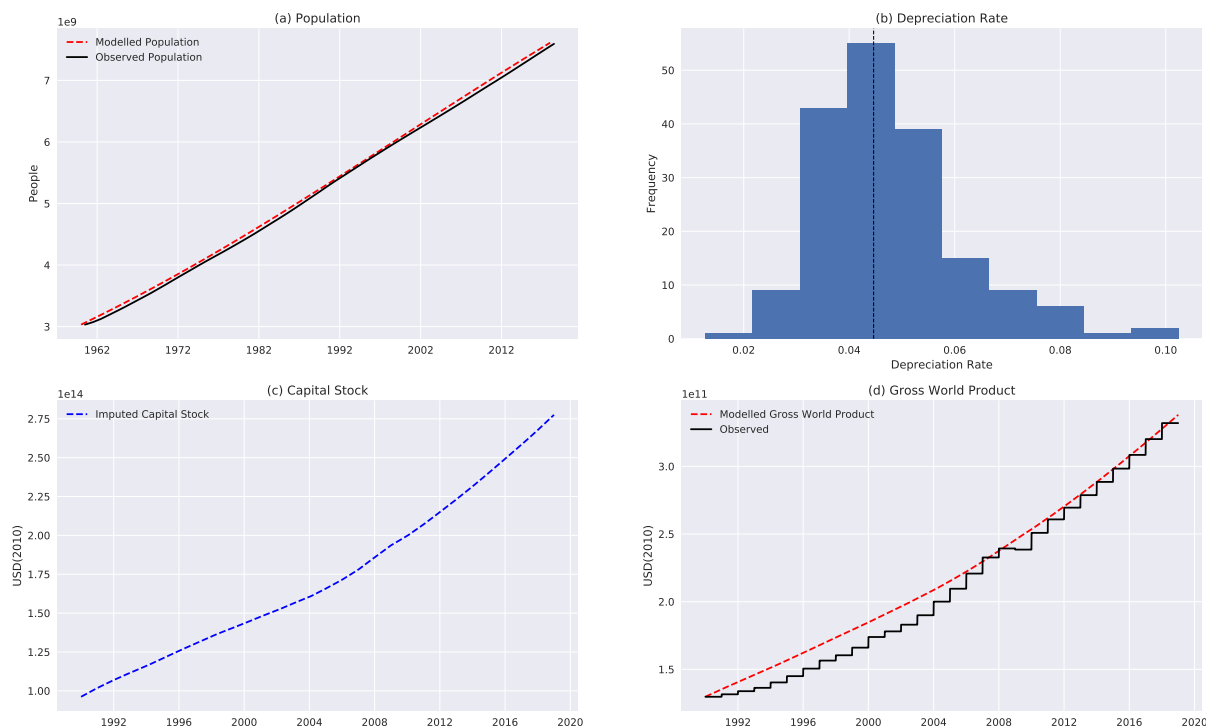 (a) Population
1e9
Modelled Population
Observed Population
7
6
5
4
3
People
1962 1972 1982 1992 2002 2012
(b) Depreciation Rate
50
40
30
20
10
0
Frequency
0.02 0.04 0.06 0.08 0.10
Depreciation Rate
(c) Capital Stock
1e14
Imputed Capital Stock
2.75
2.50
2.25
2.00
1.75
1.50
1.25
1.00
USD(2010)
1992 1996 2000 2004 2008 2012 2016 2020
(d) Gross World Product
1e11
Modelled Gross World Product
Observed
3.0
2.5
2.0
1.5
USD(2010)
1992 1996 2000 2004 2008 2012 2016 2020